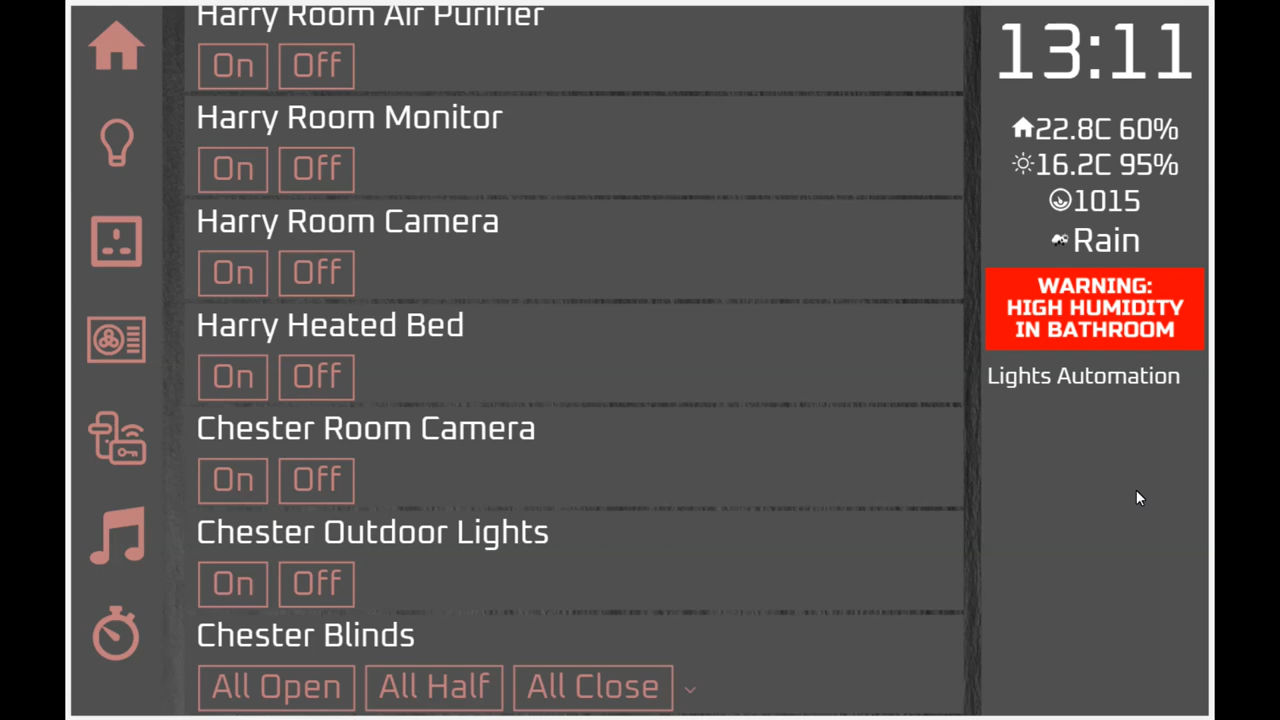 Harry Room Air Purifier
On Off
Harry Room Monitor
On Off
Harry Room Camera
On Off
Harry Heated Bed
On Off
Chester Room Camera
On Off
Chester Outdoor Lights
On Off
Chester Blinds
All Open All Half All Close
13:11
22.8C 60%
16.2C 95%
1015
Rain
WARNING:
HIGH HUMIDITY
IN BATHROOM
Lights Automation